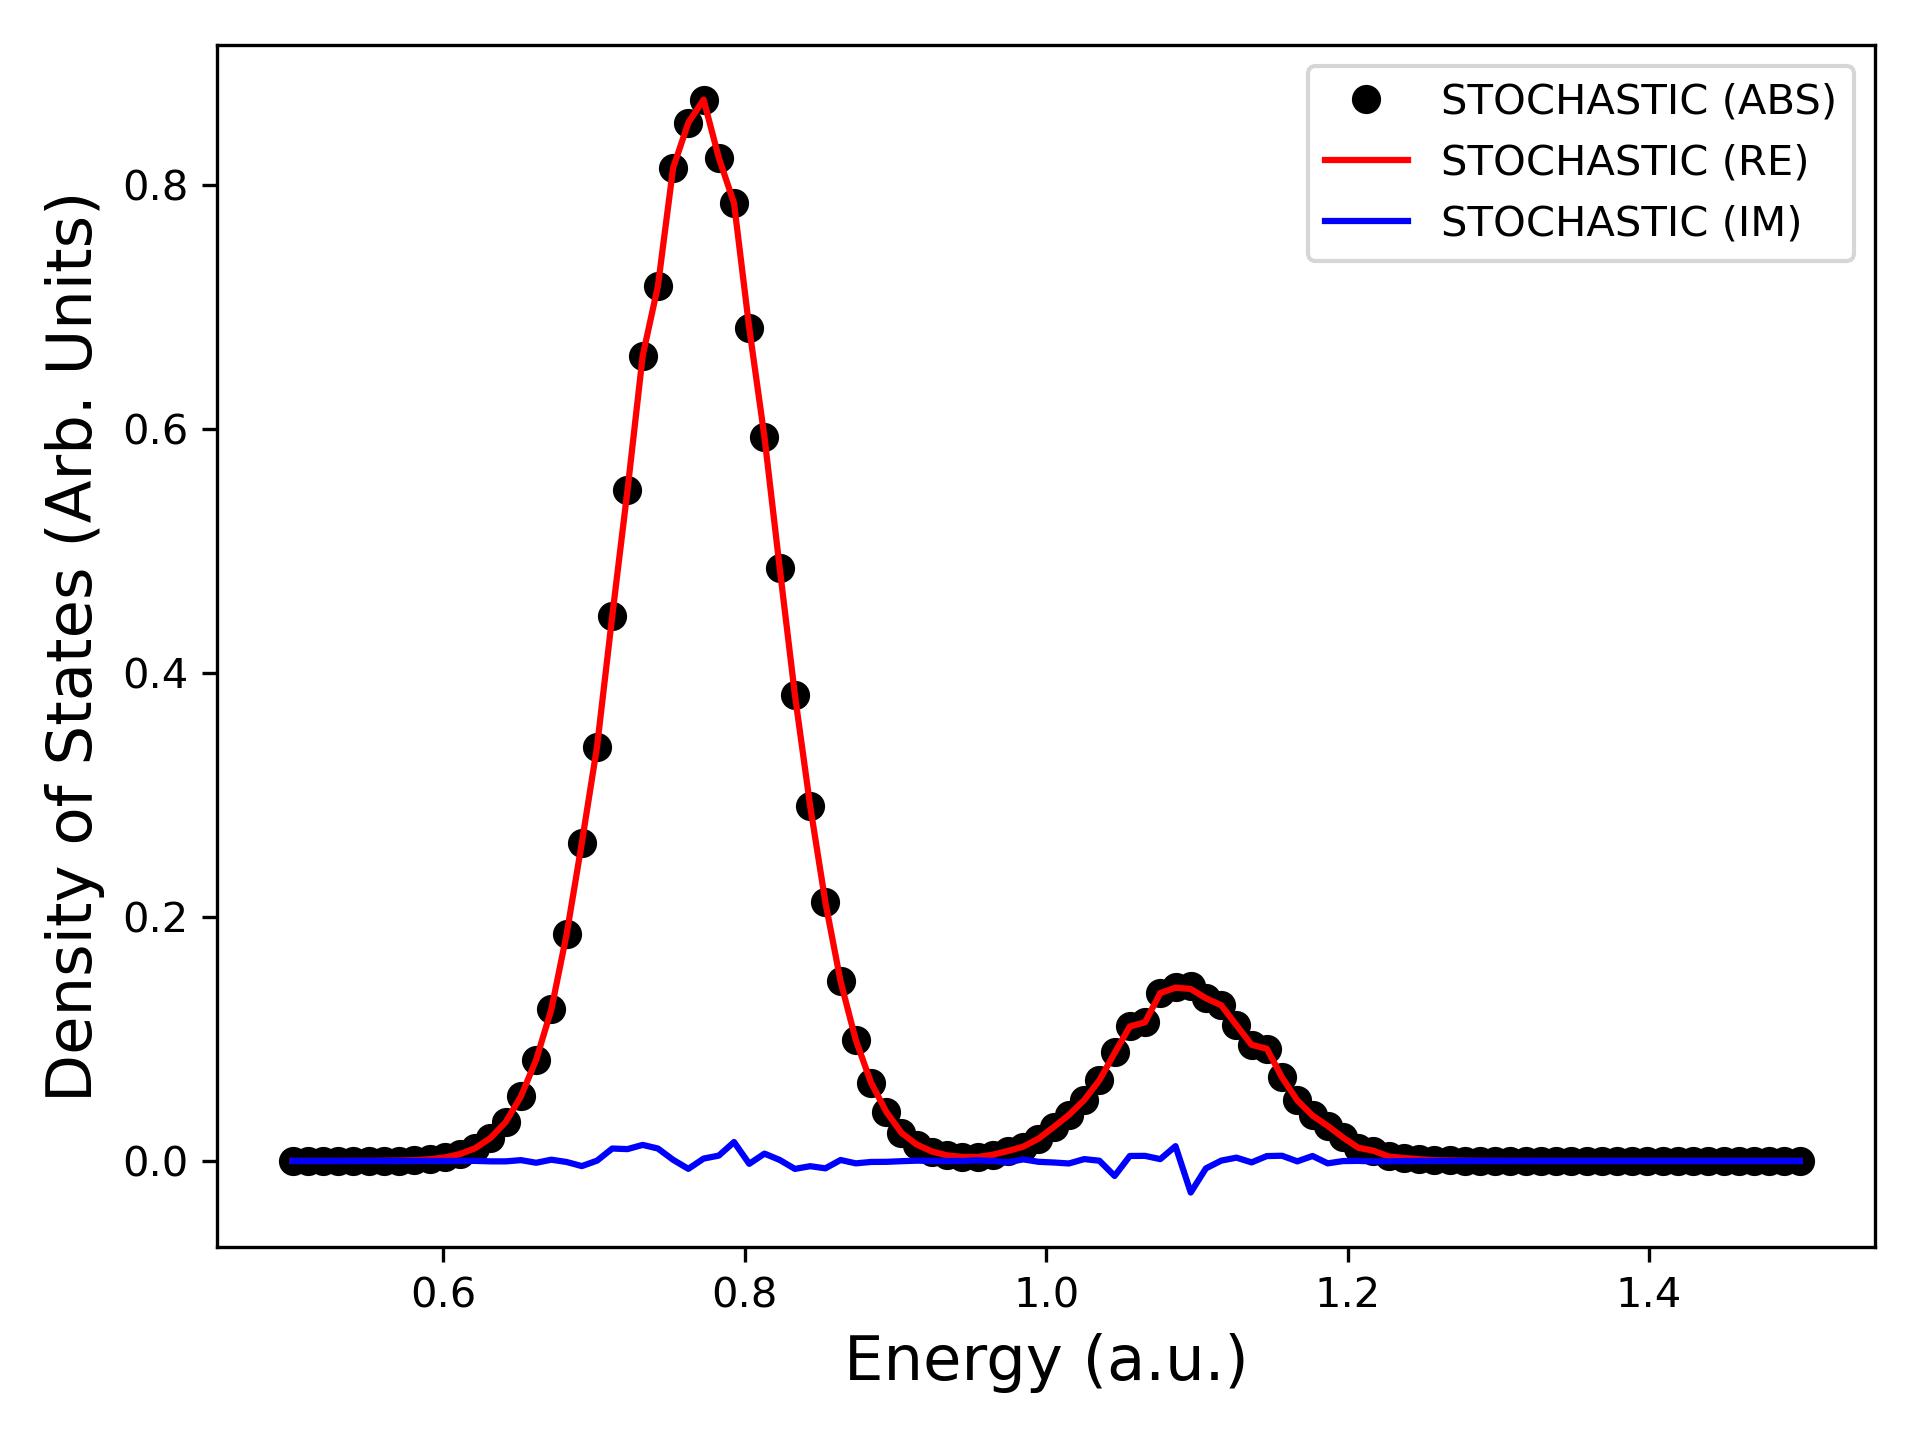 STOCHASTIC (ABS)
STOCHASTIC (RE)
STOCHASTIC (IM)
Density of States (Arb. Units)
0.8
0.6
0.4
0.2
0.0
0.6 0.8 1.0 1.2 1.4
Energy (a.u.)